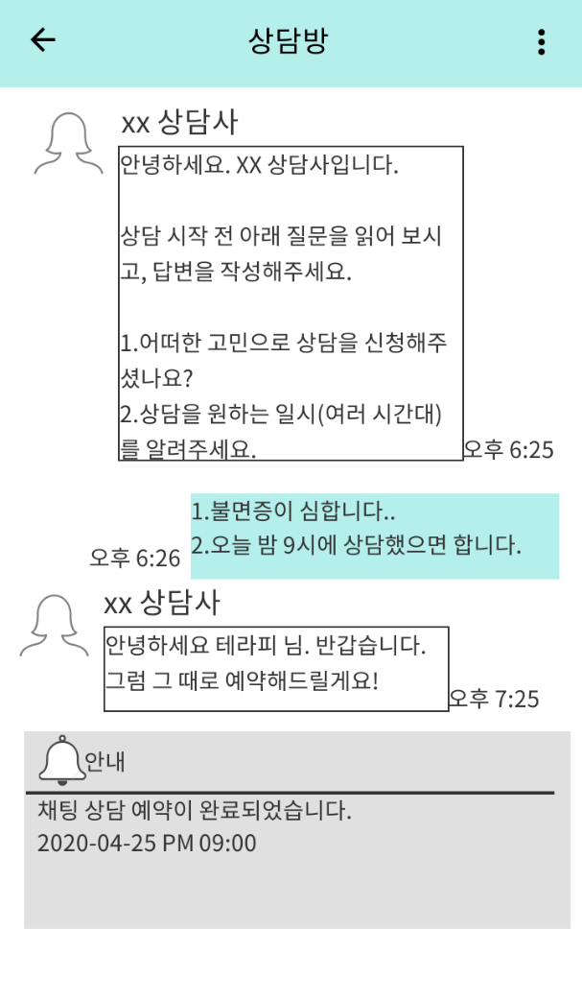 상담방
xx 상담사
안녕하세요. XX 상담사입니다.
상담 시작 전 아래 질문을 읽어 보시
고, 답변을 작성해주세요.
1.어떠한 고민으로 상담을 신청해주
셨나요?
2.상담을 원하는 일시(여러 시간대)
를 알려주세요.
오후 6:25
1.불면증이 심합니다..
2.오늘 밤 9시에 상담했으면 합니다.
오후 6:26
xx 상담사
안녕하세요 테라피 님. 반갑습니다.
그럼 그 때로 예약해드릴게요!
오후 7:25
안내
채팅 상담 예약이 완료되었습니다.
2020-04-25 PM 09:00